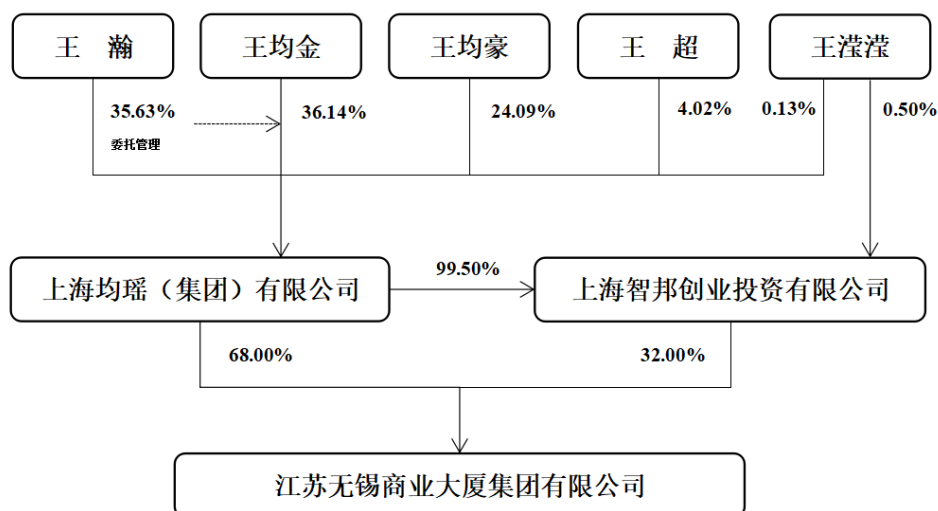 王　瀚
王均金
王均豪
王　超
王滢滢
35.63%
36.14%
24.09%
4.02%
0.13%
0.50%
委托管理
上海均瑶（集团）有限公司
99.50%
上海智邦创业投资有限公司
68.00%
32.00%
江苏无锡商业大厦集团有限公司